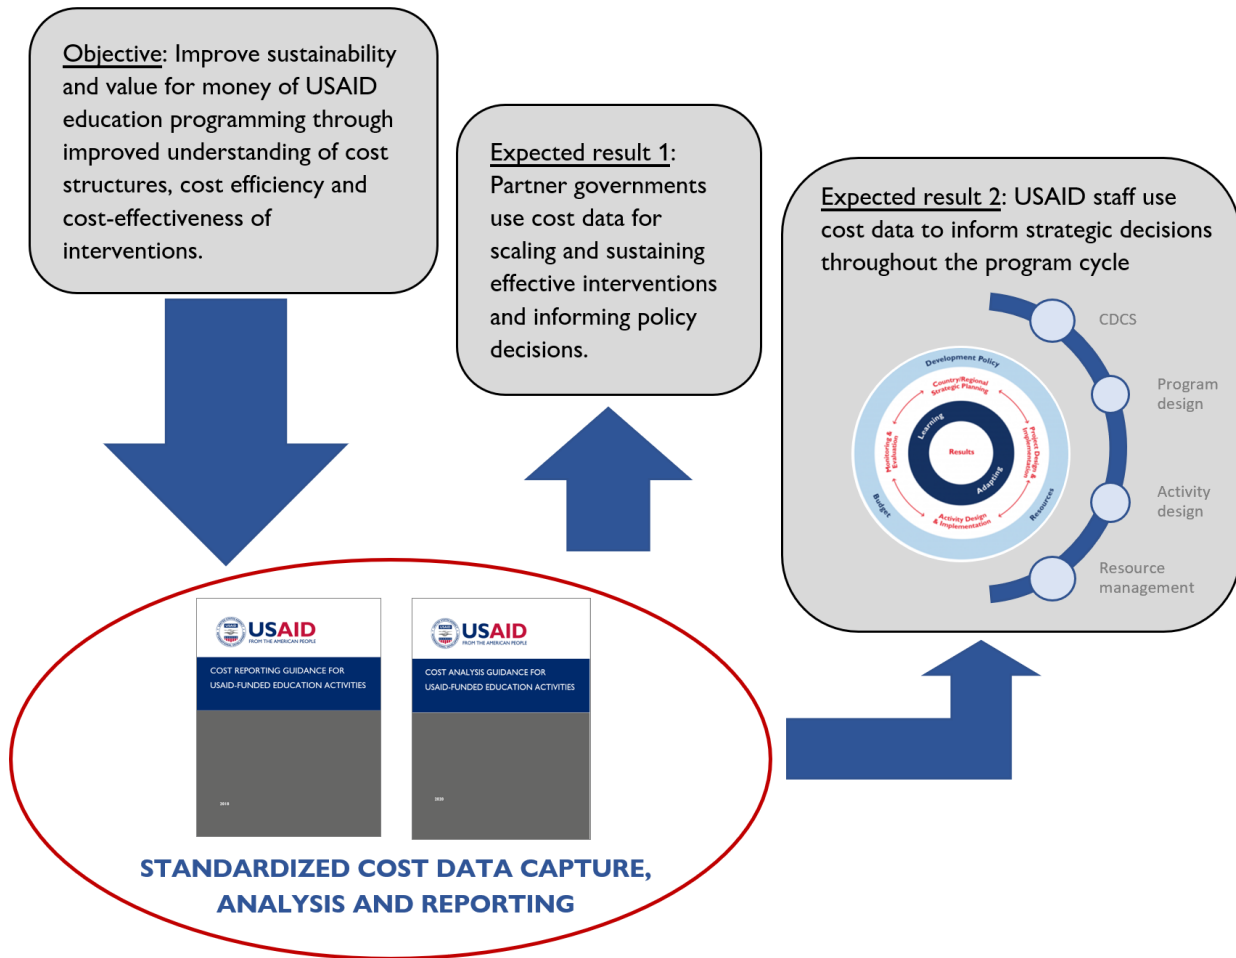 Objective: Improve sustainability
and value for money of USAID
education programming through
improved understanding of cost
structures, cost efficiency and
cost-effectiveness of
interventions.
Expected result 1:
Partner governments
use cost data for
scaling and sustaining
effective interventions
and informing policy
decisions.
Expected result 2: USAID staff use
cost data to inform strategic decisions
throughout the program cycle
CDCS
Program
design
Activity
design
Resource
management
Development Policy
Country/Regional
Strategic Planning
Project Design &
Implementation
Monitoring &
Evaluation
Learning
Results
Adapting
Activity Design
& Implementation
Budget
Resources
USAID
USAID
FROM THE AMERICAN PEOPLE
COST REPORTING GUIDANCE FOR
USAID-FUNDED EDUCATION ACTIVITIES
USAID
USAID
FROM THE AMERICAN PEOPLE
COST ANALYSIS GUIDANCE FOR
USAID-FUNDED EDUCATION ACTIVITIES
2020
STANDARDIZED COST DATA CAPTURE,
ANALYSIS AND REPORTING